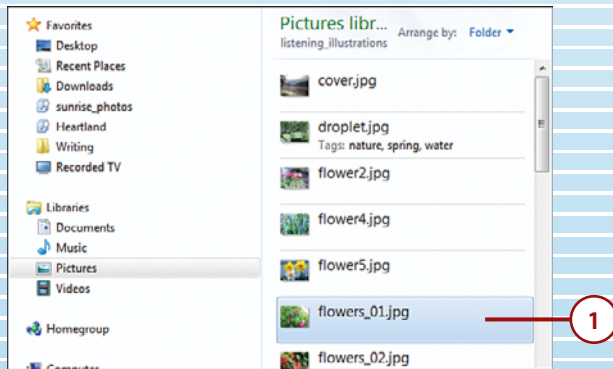 Favorites
Desktop
Recent Places
Downloads
sunrise_photos
Heartland
Writing
Recorded TV
Libraries
Documents
Music
Pictures
Videos
Homegroup
Computer
Pictures libr...
listening_illustrations
Arrange by: Folder
cover.jpg
droplet.jpg
Tags: nature, spring, water
flower2.jpg
flower4.jpg
flower5.jpg
flowers_01.jpg
flowers_02.jpg
1